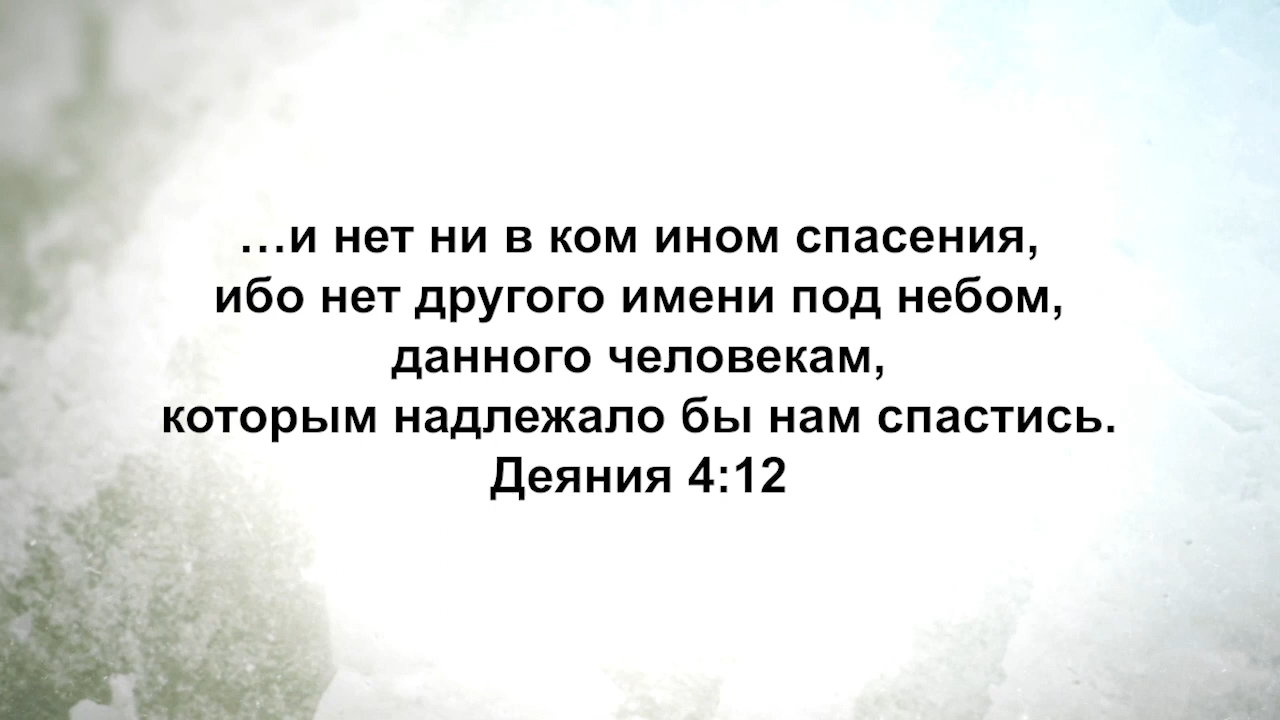 …и нет ни в ком ином спасения,
ибо нет другого имени под небом,
данного человекам,
которым надлежало бы нам спастись.
Деяния 4:12